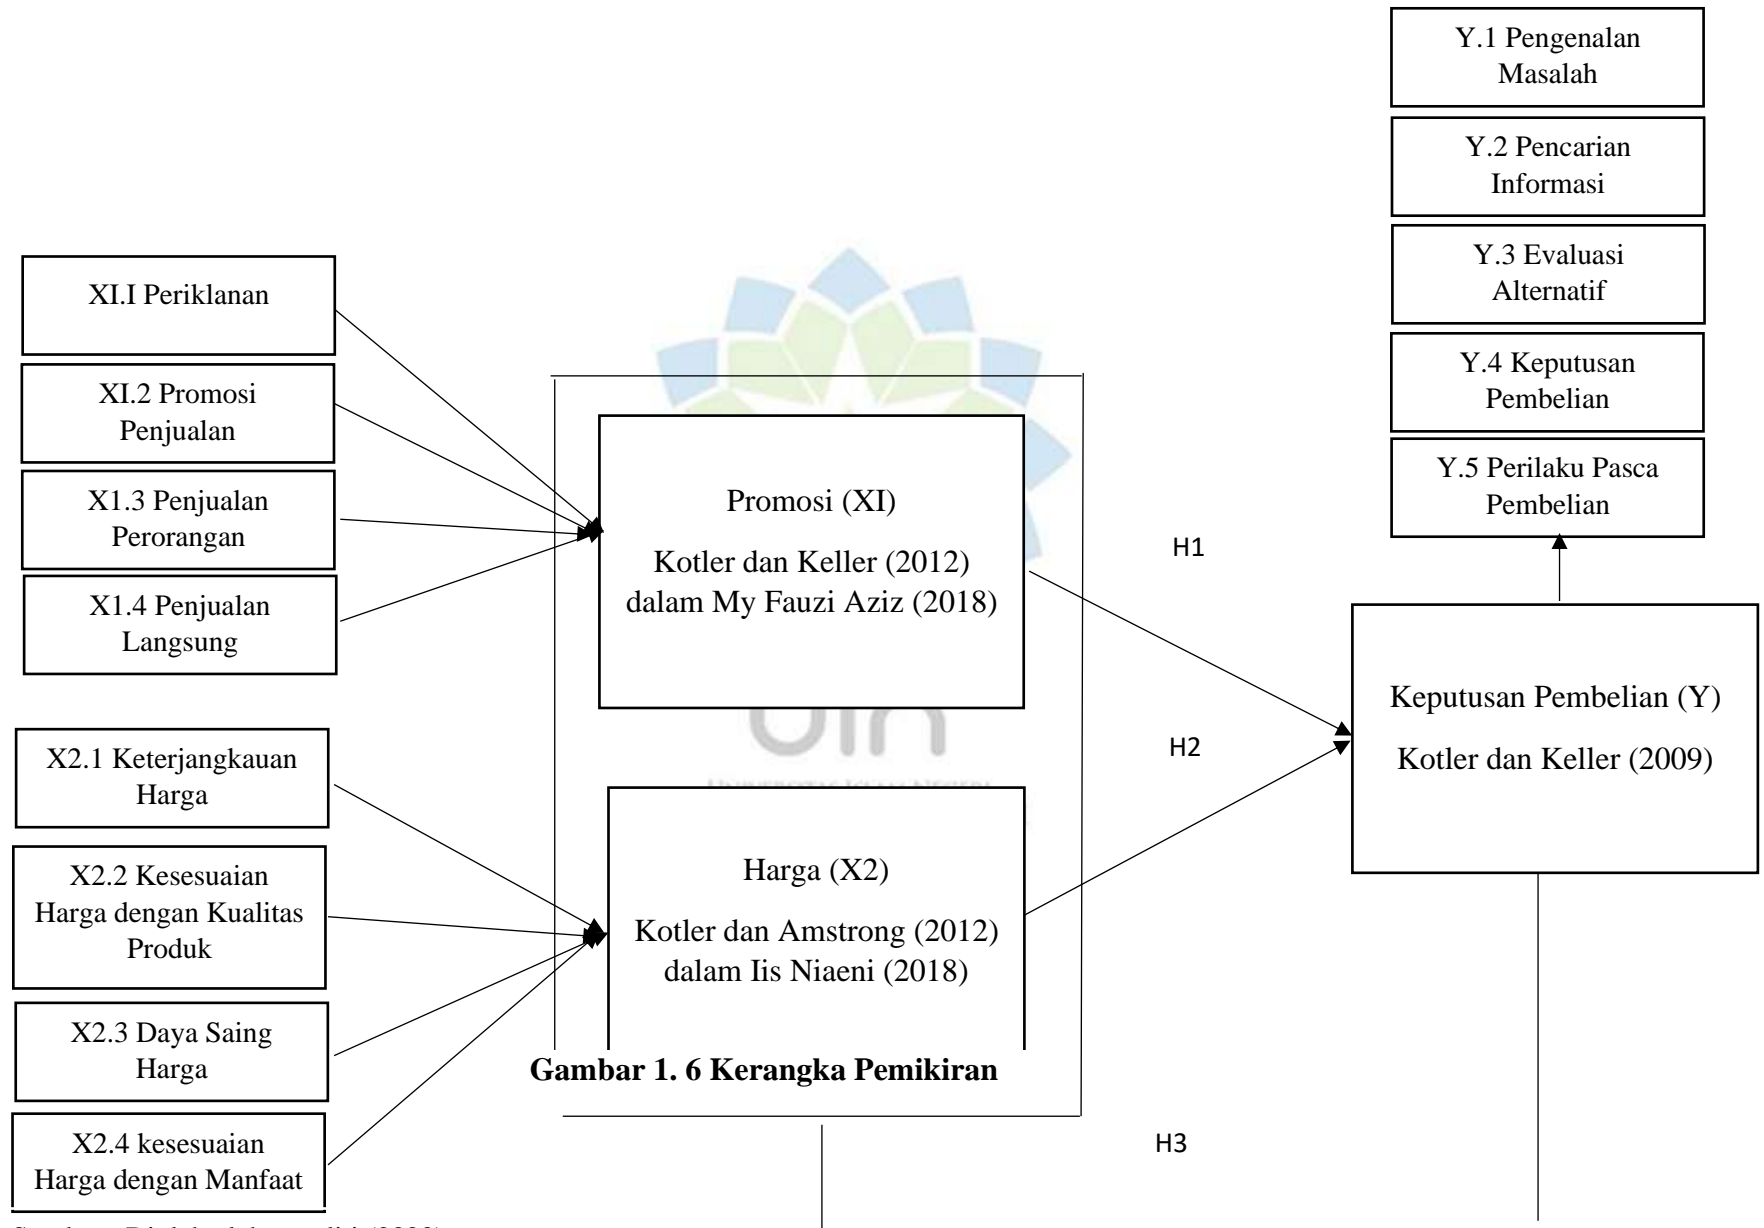 Y.1 Pengenalan
Masalah
Y.2 Pencarian
Informasi
Y.3 Evaluasi
Alternatif
Y.4 Keputusan
Pembelian
Y.5 Perilaku Pasca
Pembelian
XI.I Periklanan
XI.2 Promosi
Penjualan
X1.3 Penjualan
Perorangan
X1.4 Penjualan
Langsung
Promosi (XI)
Kotler dan Keller (2012)
dalam My Fauzi Aziz (2018)
H1
Keputusan Pembelian (Y)
Kotler dan Keller (2009)
H2
uin
UNIVERSITAS ISLAM NEGERI
X2.1 Keterjangkauan
Harga
X2.2 Kesesuaian
Harga dengan Kualitas
Produk
X2.3 Daya Saing
Harga
X2.4 kesesuaian
Harga dengan Manfaat
Harga (X2)
Kotler dan Amstrong (2012)
dalam Iis Niaeni (2018)
Gambar 1. 6 Kerangka Pemikiran
H3